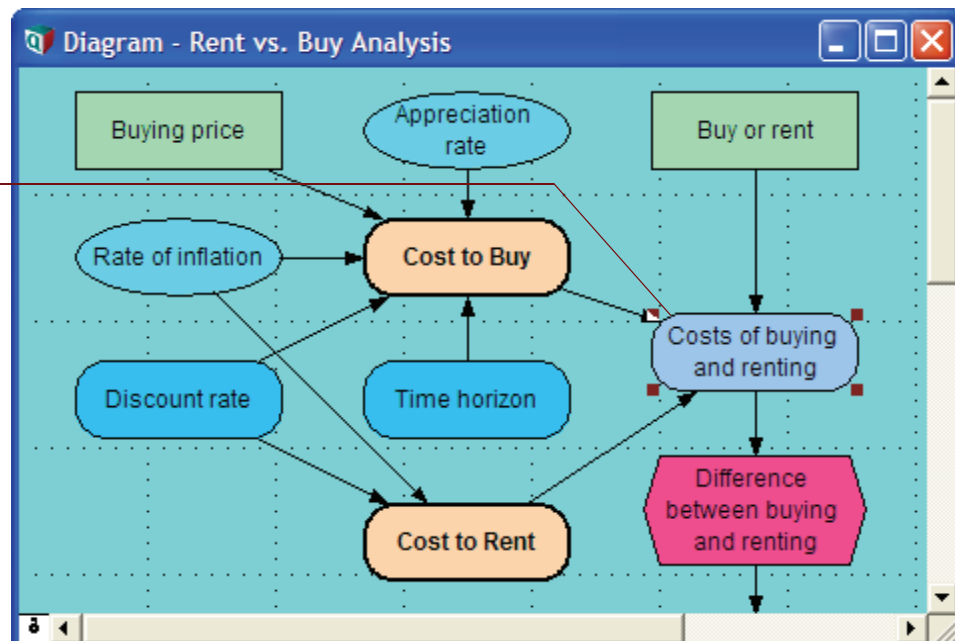 Diagram - Rent vs. Buy Analysis
Buying price
Appreciation
rate
Buy or rent
Rate of inflation
Cost to Buy
Costs of buying
and renting
Discount rate
Time horizon
Difference
between buying
and renting
Cost to Rent